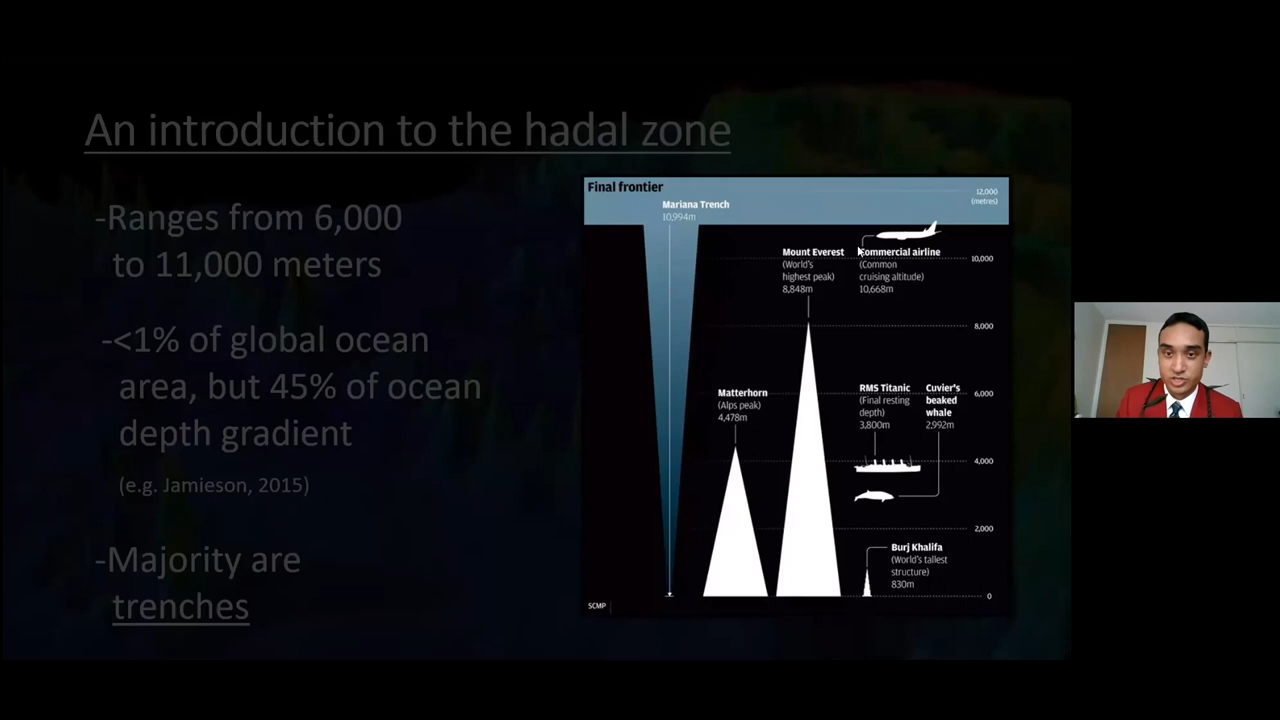 An introduction to the hadal zone
-Ranges from 6,000
to 11,000 meters
-<1% of global ocean
area, but 45% of ocean
depth gradient
(e.g. Jamieson, 2015)
-Majority are
trenches
Final frontier
12,000
(metres)
Mariana Trench
10,994m
Mount Everest
(World's
highest peak)
8,848m
Commercial airline
(Common
cruising altitude)
10,668m
10,000
8,000
Matterhorn
(Alps peak)
4,478m
RMS Titanic
(Final resting
depth)
3,800m
Cuvier's
beaked
whale
2,992m
6,000
4,000
2,000
Burj Khalifa
(World's tallest
structure)
830m
0
SCMP